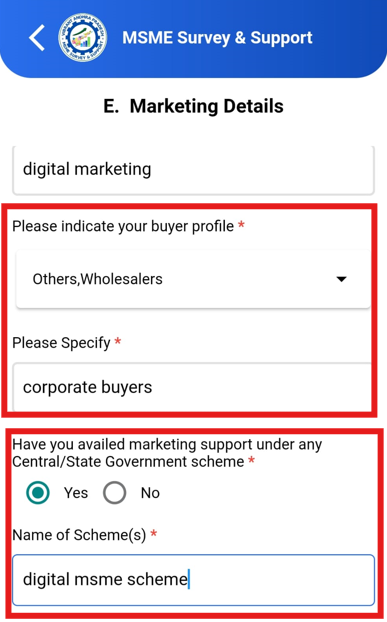 MSME Survey & Support
E. Marketing Details
digital marketing
Please indicate your buyer profile *
Others,Wholesalers
Please Specify *
corporate buyers
Have you availed marketing support under any
Central/State Government scheme *
Yes No
Name of Scheme(s) *
digital msme scheme